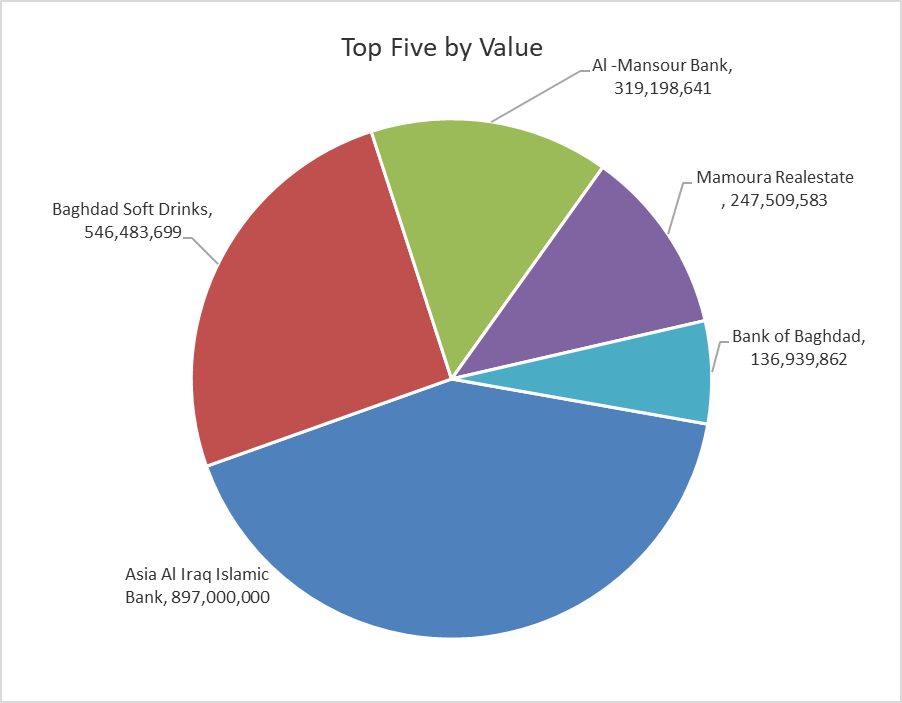 Top Five by Value
Al -Mansour Bank,
319,198,641
Mamoura Realestate
, 247,509,583
Baghdad Soft Drinks,
546,483,699
Bank of Baghdad,
136,939,862
Asia Al Iraq Islamic
Bank, 897,000,000